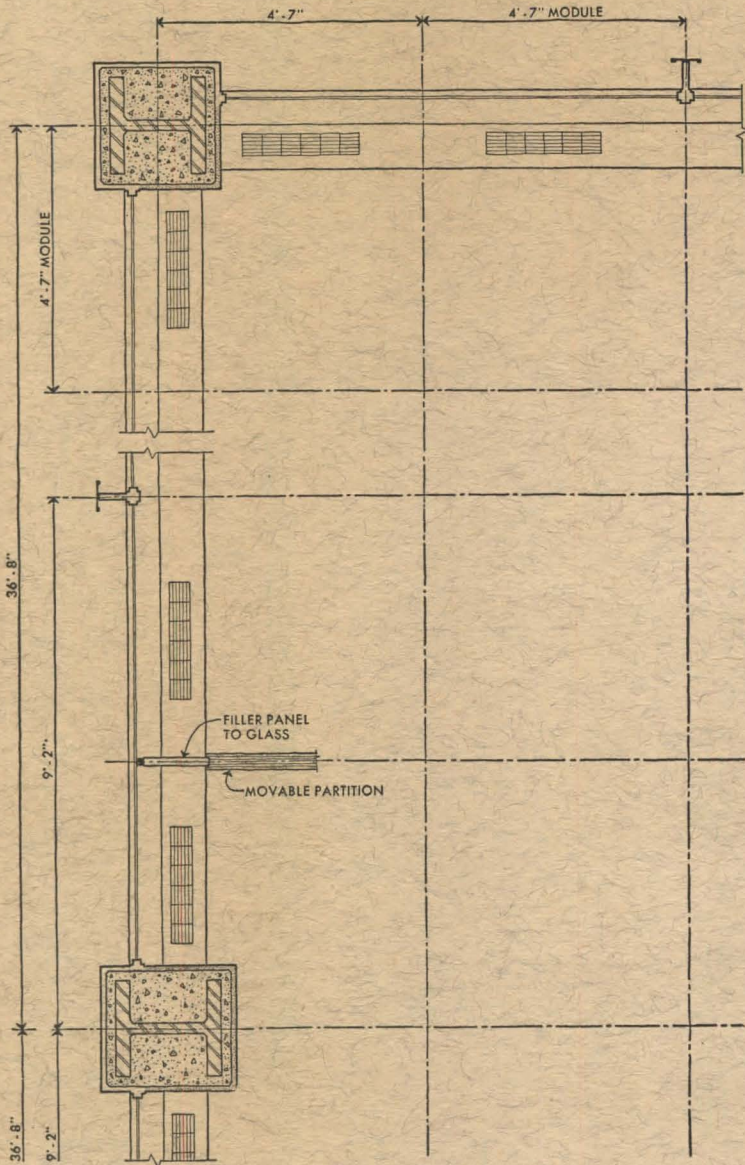 4'-7"
4'-7" MODULE
4'-7" MODULE
36'-8"
9'-2"
FILLER PANEL
TO GLASS
MOVABLE PARTITION
36'-8"
9'-2"